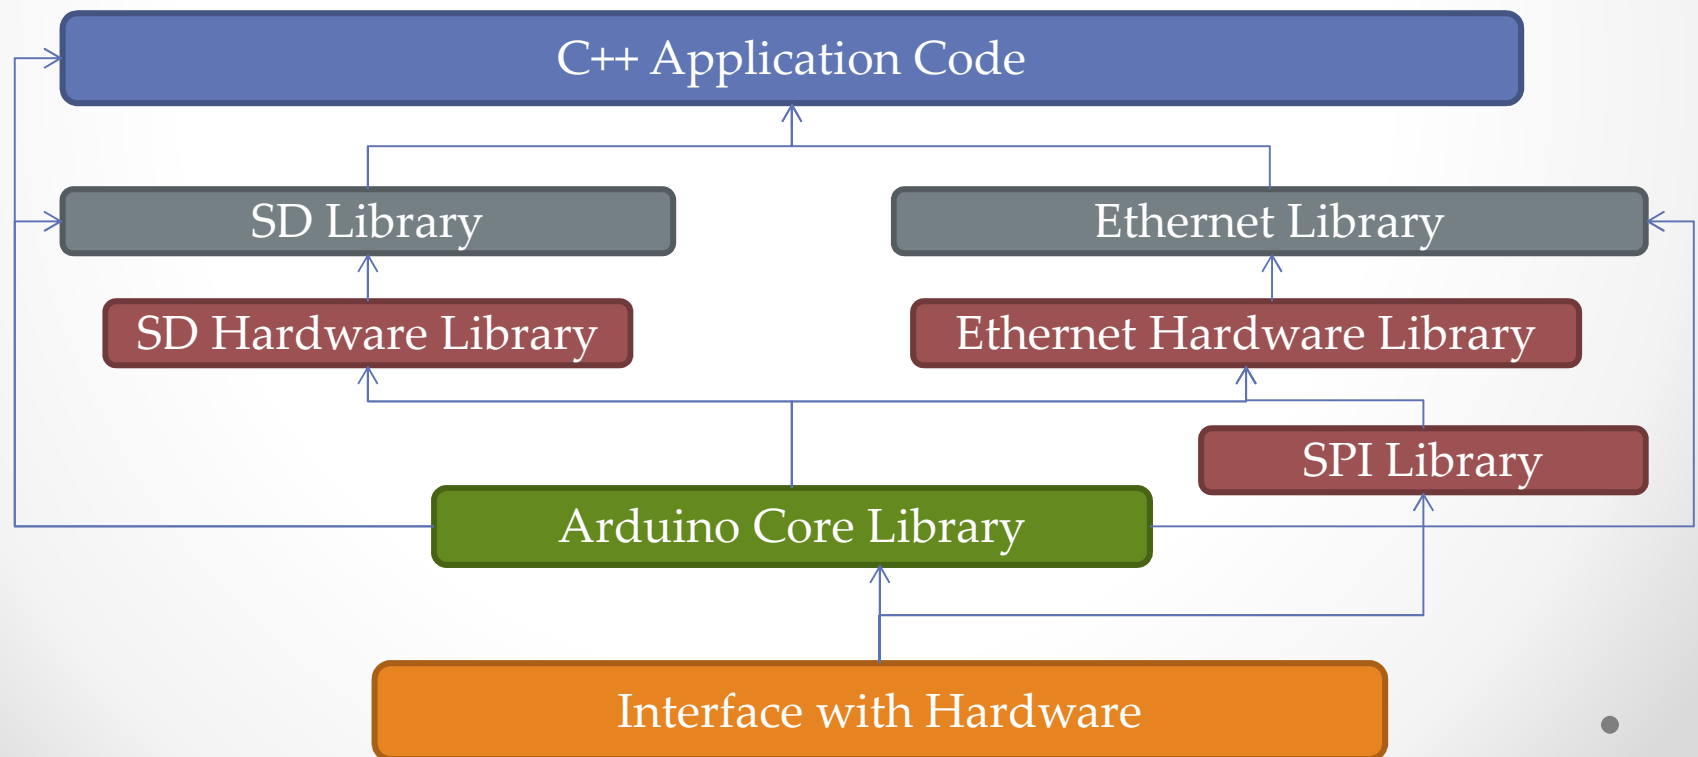 C++ Application Code
SD Library
Ethernet Library
SD Hardware Library
Ethernet Hardware Library
SPI Library
Arduino Core Library
Interface with Hardware